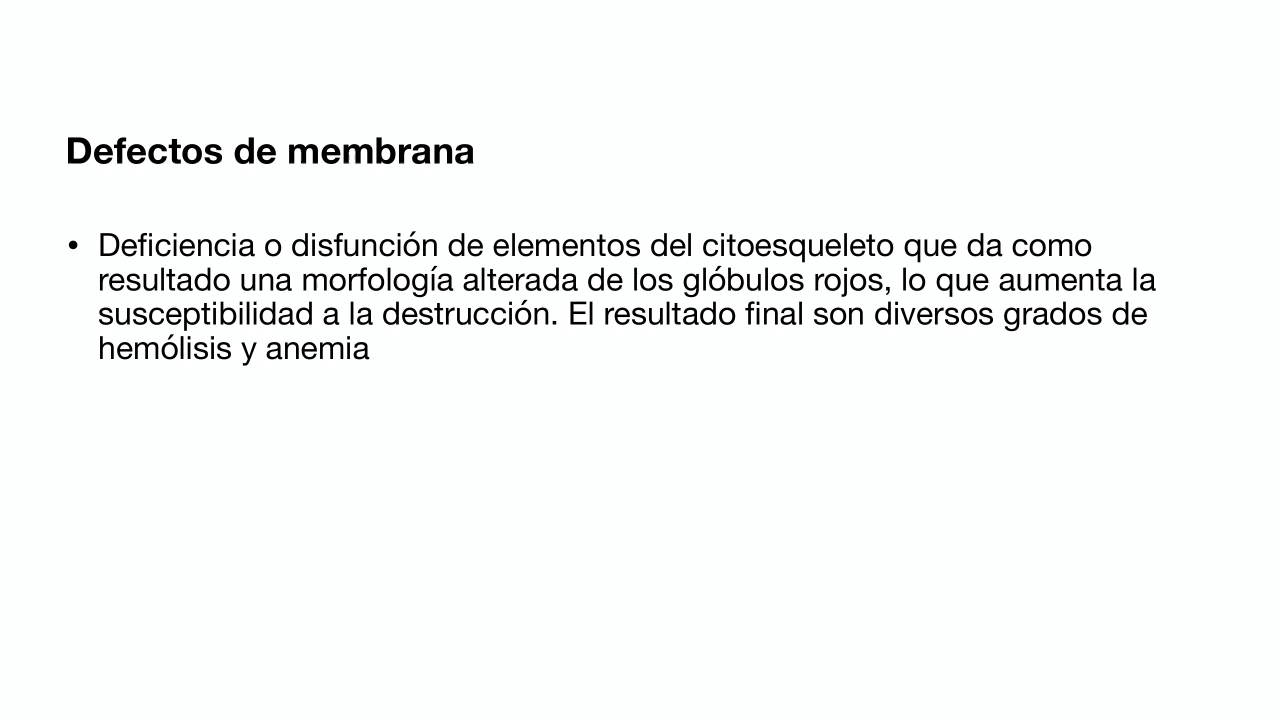 Defectos de membrana
• Deficiencia o disfunción de elementos del citoesqueleto que da como
resultado una morfología alterada de los glóbulos rojos, lo que aumenta la
susceptibilidad a la destrucción. El resultado final son diversos grados de
hemólisis y anemia